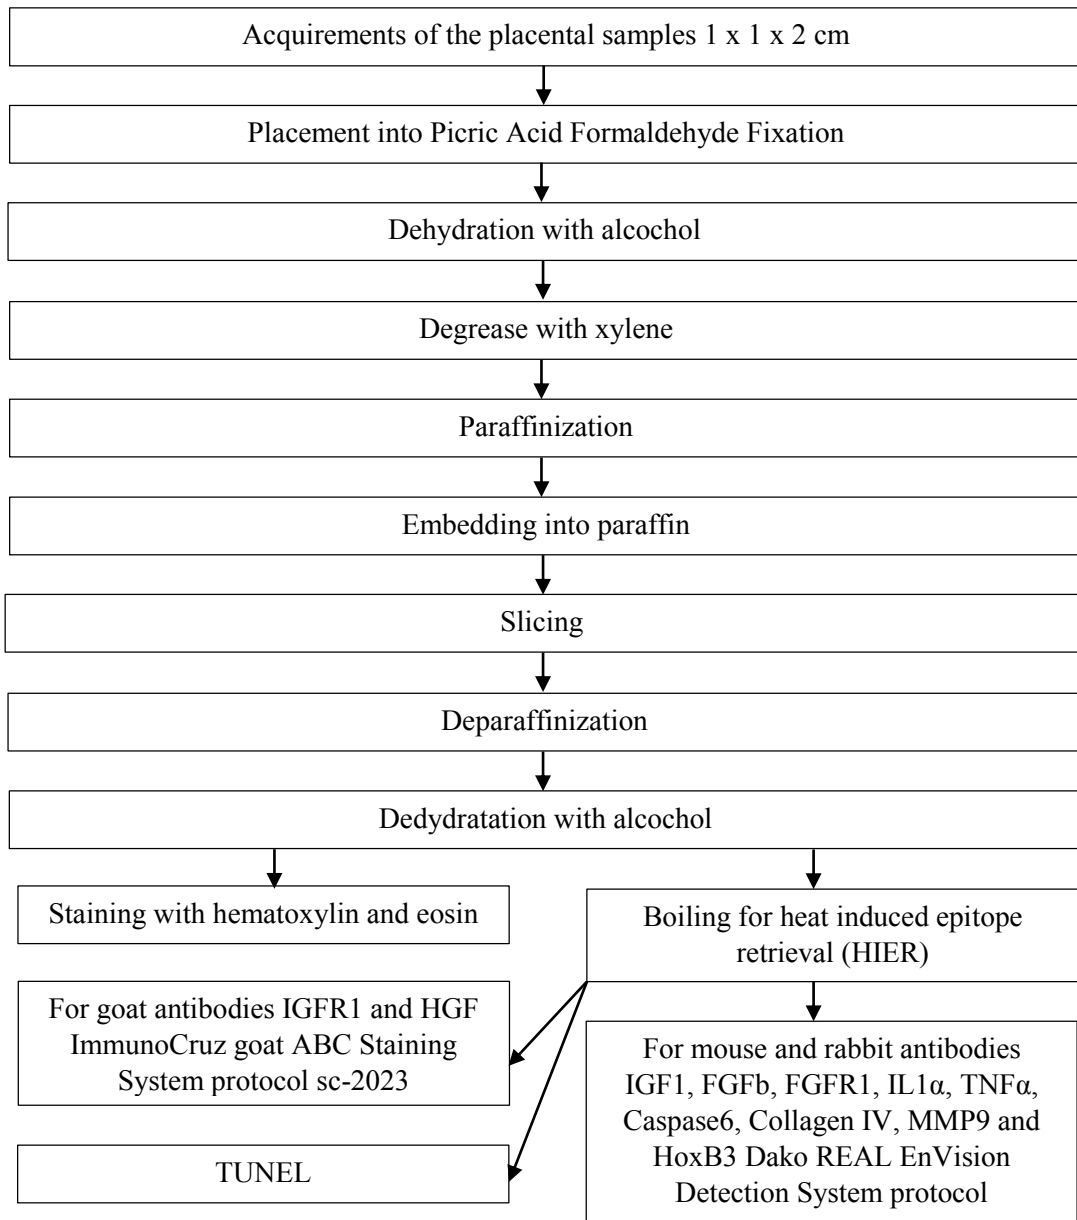 Acquirements of the placental samples 1 x 1 x 2 cm
Placement into Picric Acid Formaldehyde Fixation
Dehydration with alcochol
Degrease with xylene
Paraffinization
Embedding into paraffin
Slicing
Deparaffinization
Dedydratation with alcochol
Staining with hematoxylin and eosin
Boiling for heat induced epitope
retrieval (HIER)
For goat antibodies IGFR1 and HGF
ImmunoCruz goat ABC Staining
System protocol sc-2023
For mouse and rabbit antibodies
IGF1, FGFb, FGFR1, IL1α, TNFα,
Caspase6, Collagen IV, MMP9 and
HoxB3 Dako REAL EnVision
Detection System protocol
TUNEL